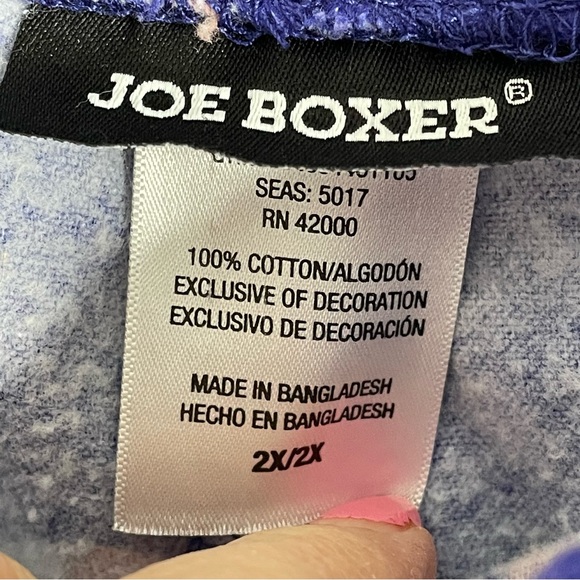 JOE BOXER®
SEAS: 5017
RN 42000
100% COTTON/ALGODÓN
EXCLUSIVE OF DECORATION
EXCLUSIVO DE DECORACIÓN
MADE IN BANGLADESH
HECHO EN BANGLADESH
2X/2X